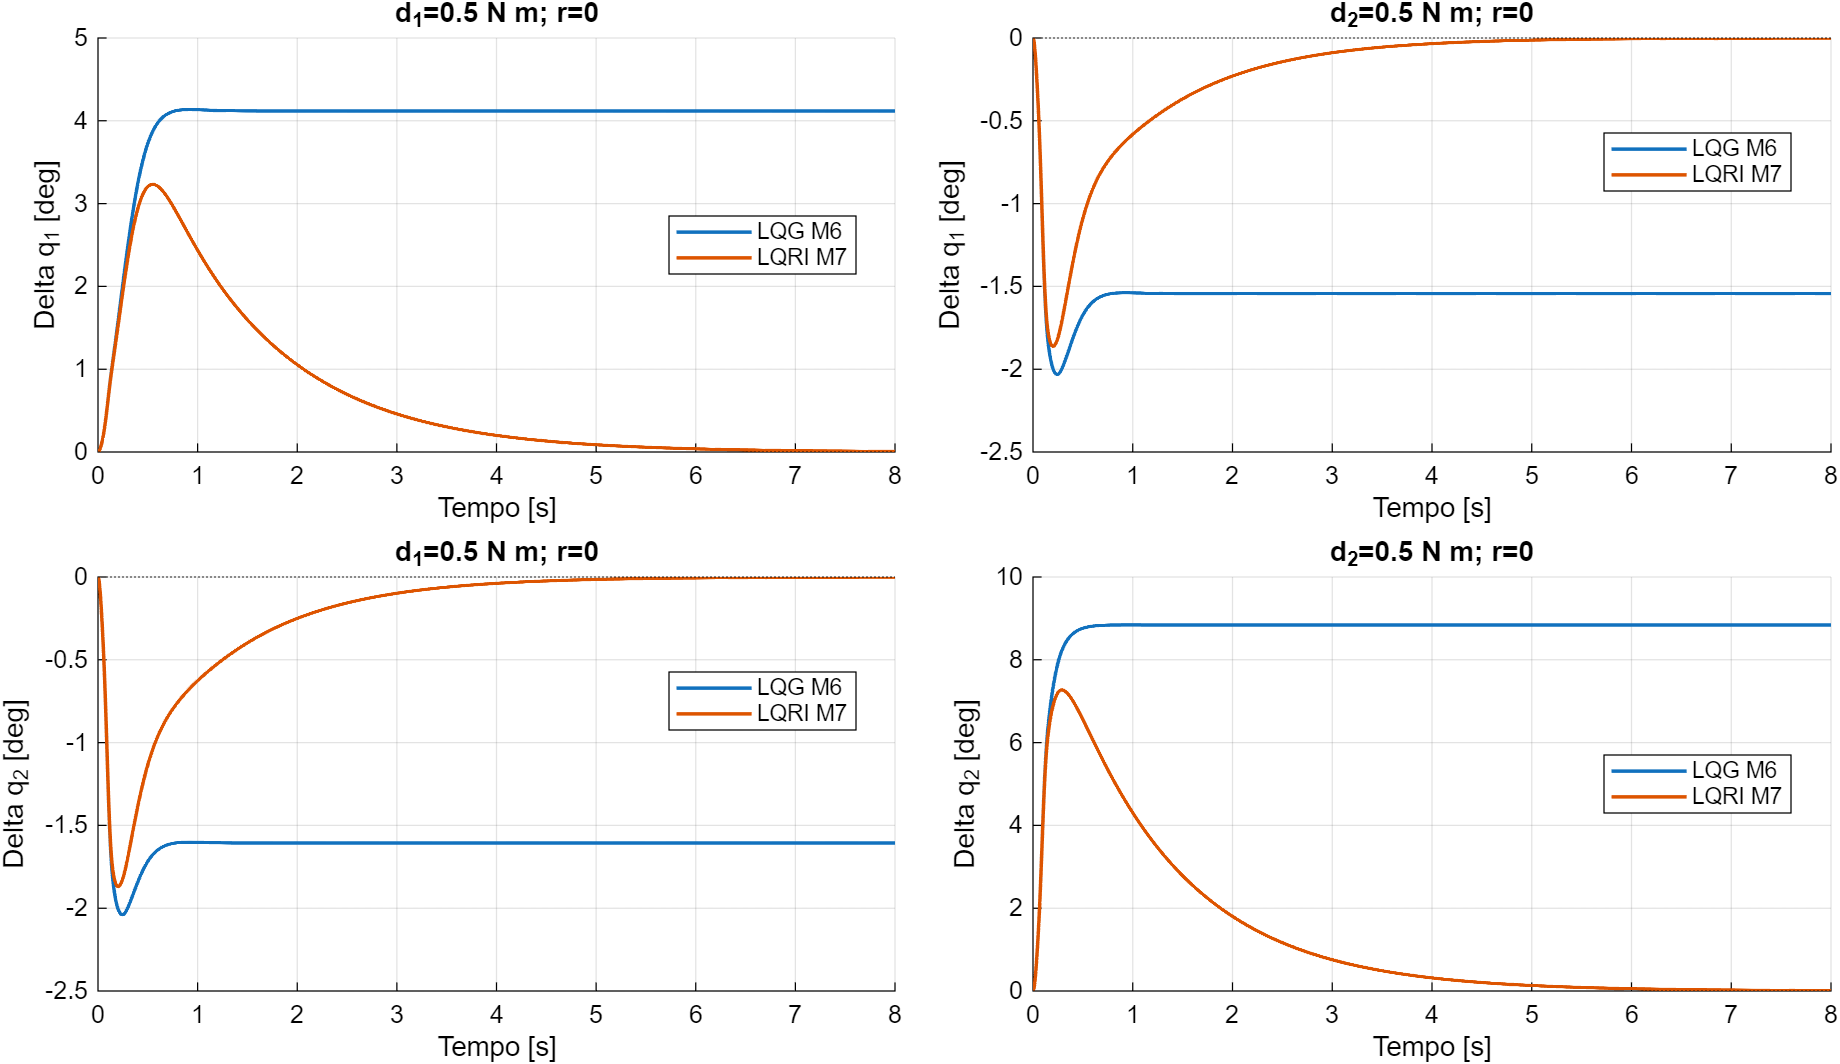 d₁=0.5 N m; r=0
5
4
3
2
1
0
Delta q₁ [deg]
LQG M6
LQRI M7
0 1 2 3 4 5 6 7 8
Tempo [s]
d₂=0.5 N m; r=0
0
-0.5
-1
-1.5
-2
-2.5
Delta q₁ [deg]
LQG M6
LQRI M7
0 1 2 3 4 5 6 7 8
Tempo [s]
d₁=0.5 N m; r=0
0
-0.5
-1
-1.5
-2
-2.5
Delta q₂ [deg]
LQG M6
LQRI M7
0 1 2 3 4 5 6 7 8
Tempo [s]
d₂=0.5 N m; r=0
10
8
6
4
2
0
Delta q₂ [deg]
LQG M6
LQRI M7
0 1 2 3 4 5 6 7 8
Tempo [s]